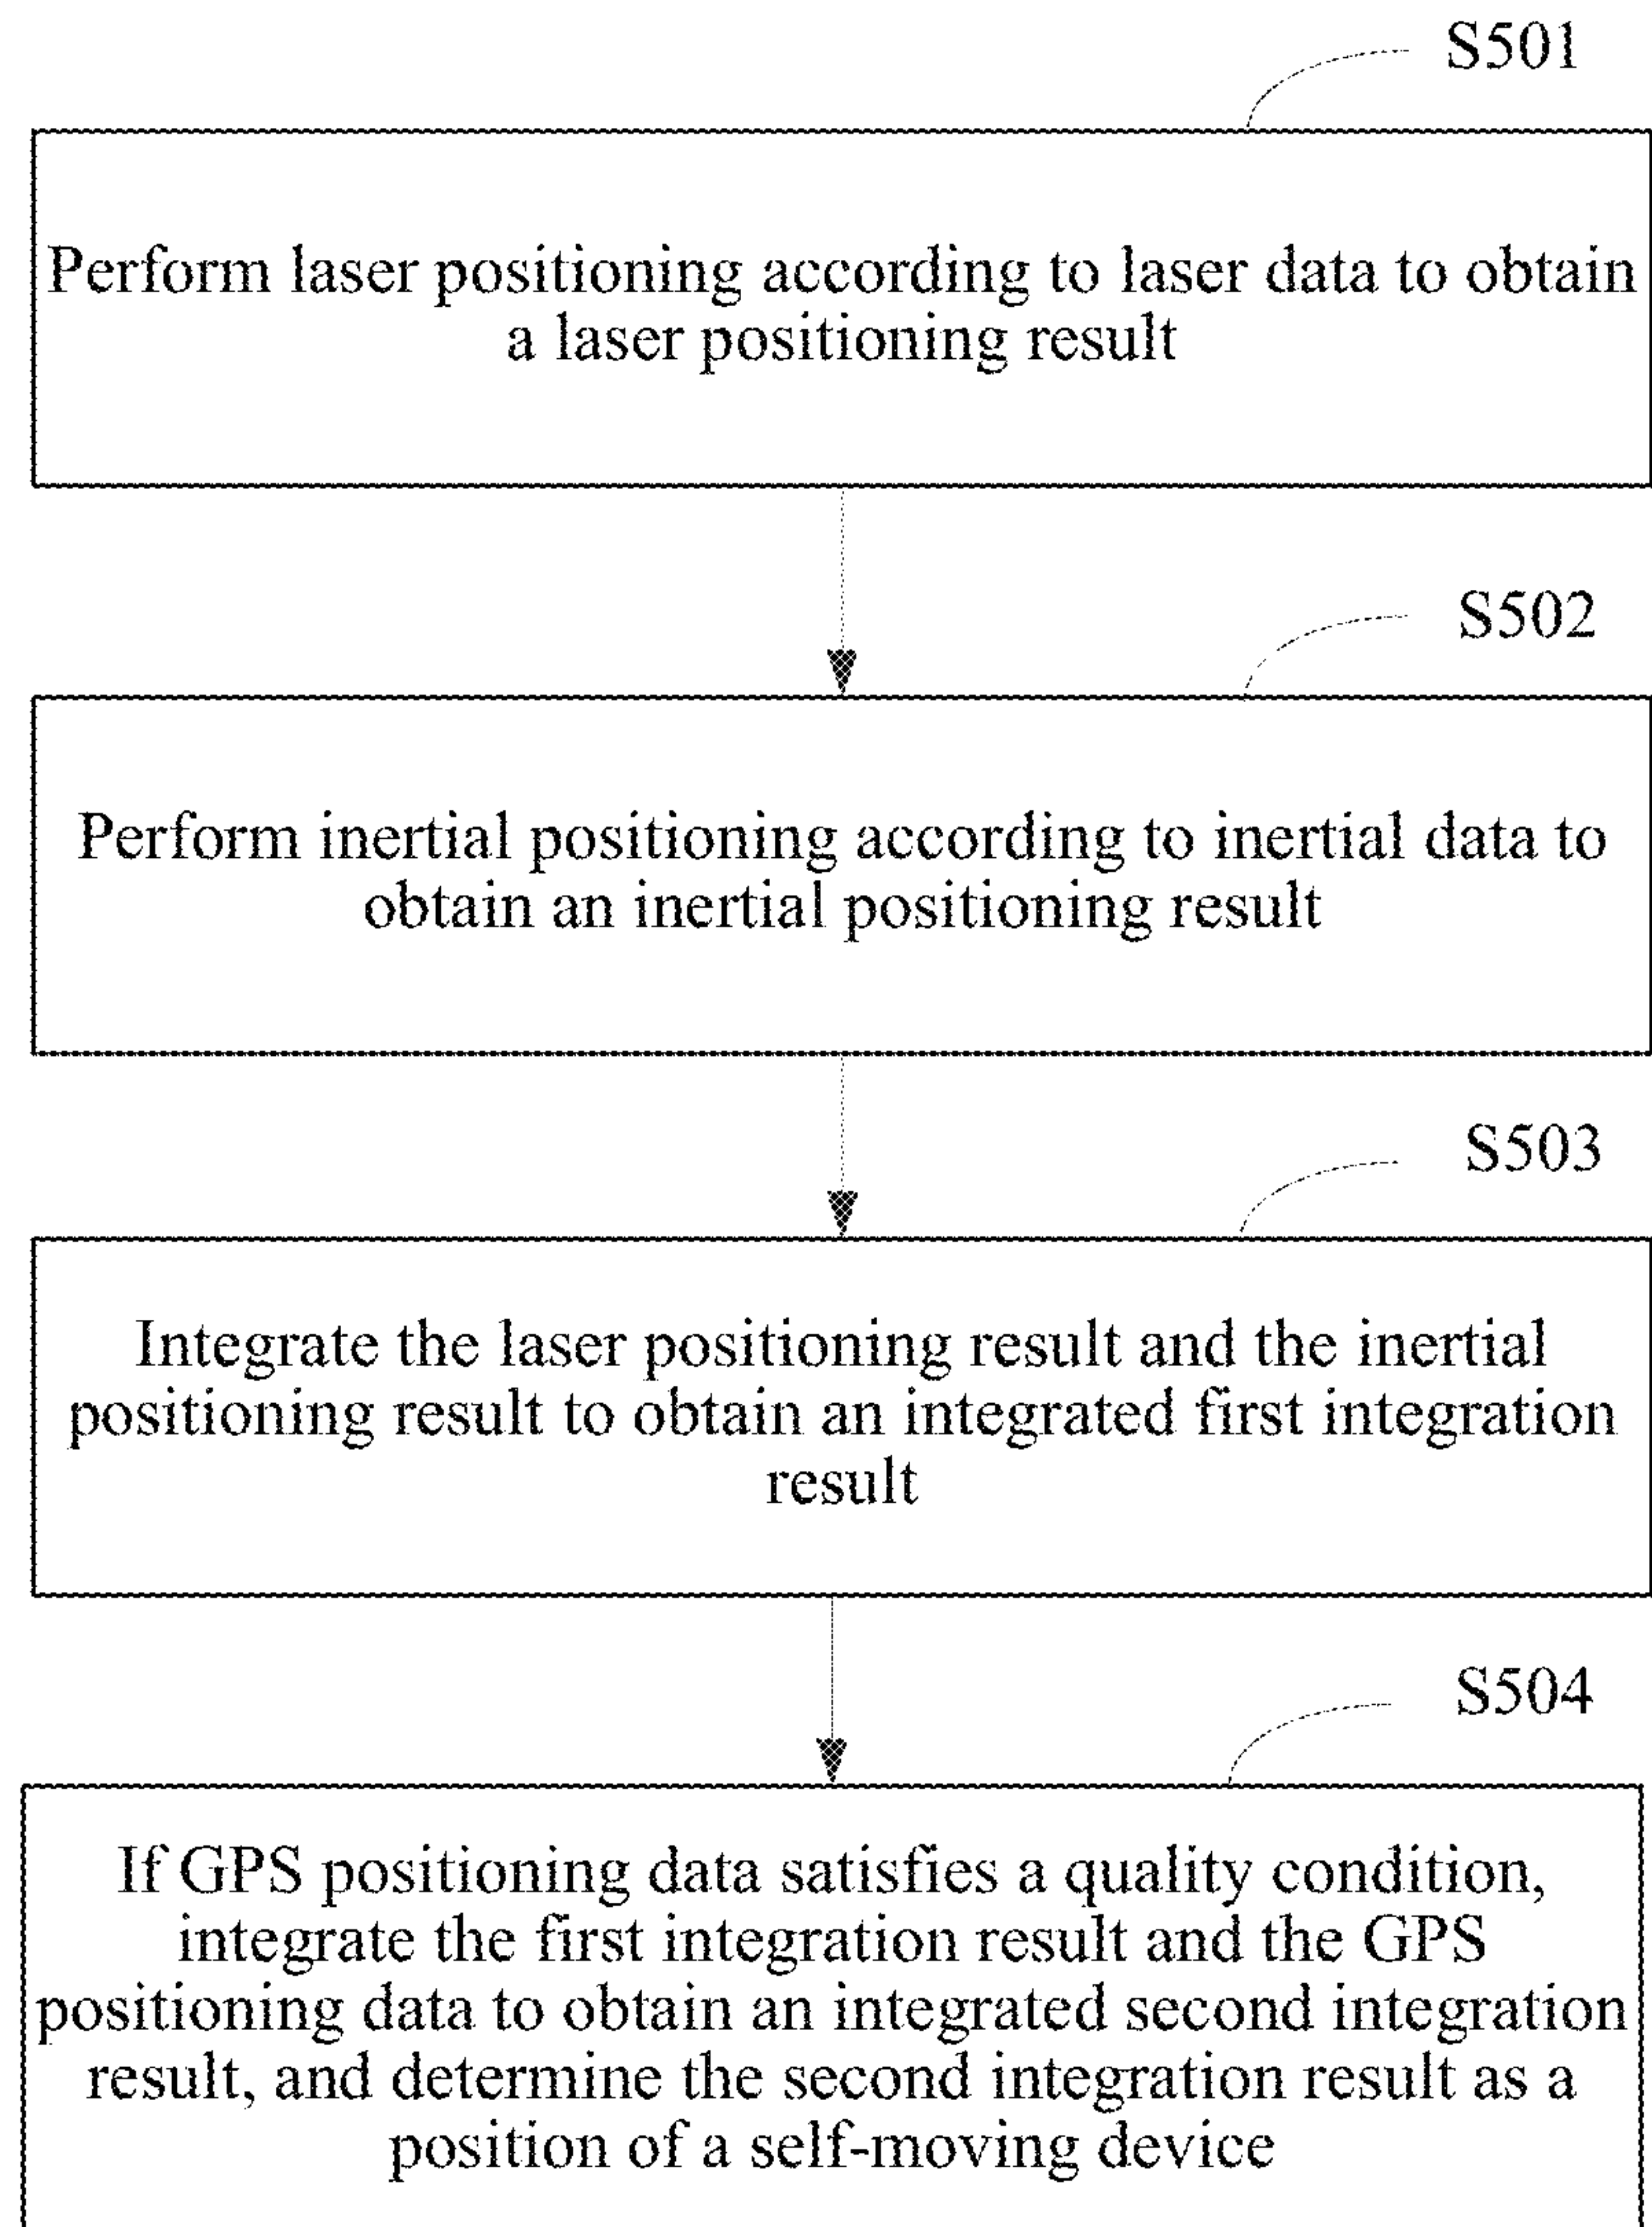 S501
Perform laser positioning according to laser data to obtain
a laser positioning result
S502
Perform inertial positioning according to inertial data to
obtain an inertial positioning result
S503
Integrate the laser positioning result and the inertial
positioning result to obtain an integrated first integration
result
S504
If GPS positioning data satisfies a quality condition,
integrate the first integration result and the GPS
positioning data to obtain an integrated second integration
result, and determine the second integration result as a
position of a self-moving device